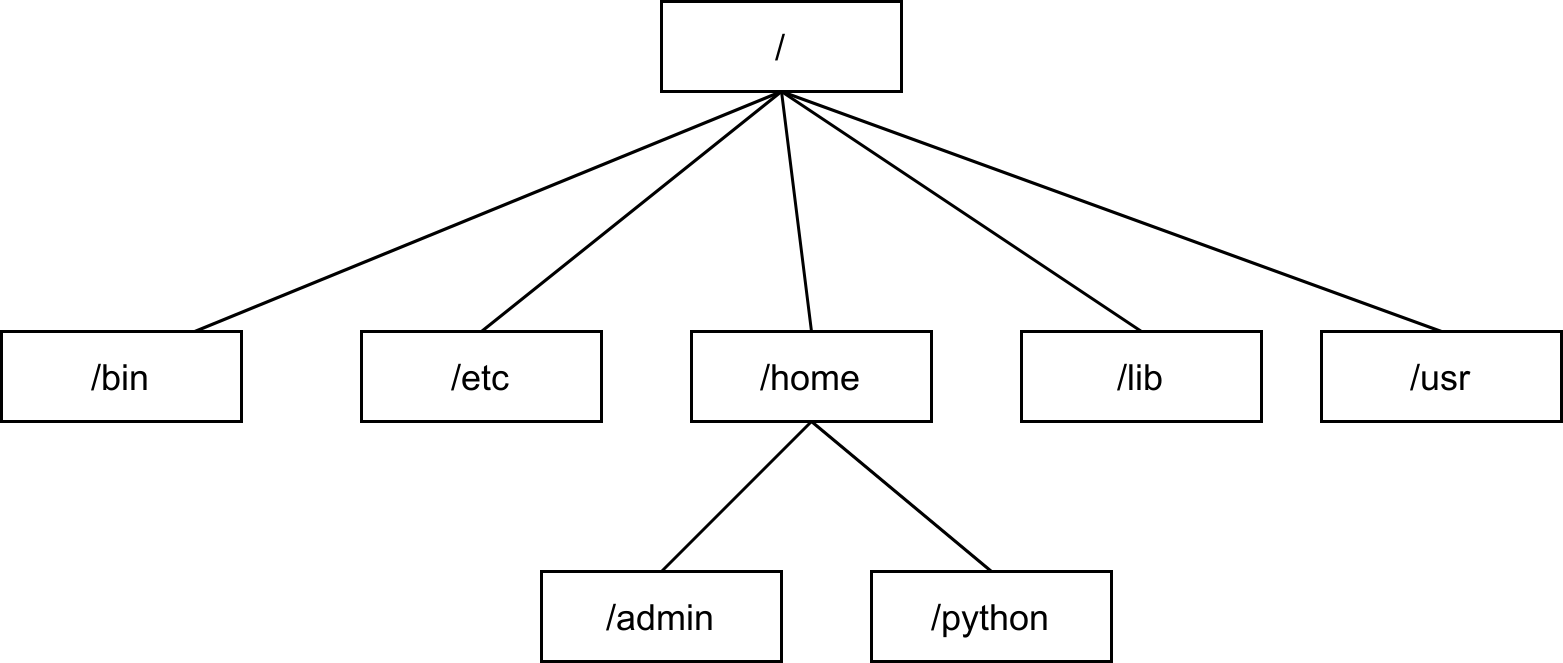 /
/bin
/etc
/home
/lib
/usr
/admin
/python